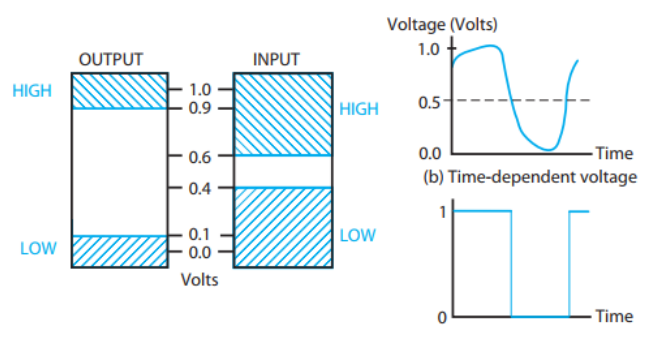 OUTPUT
INPUT
HIGH
LOW
1.0
0.9
0.6
0.4
0.1
0.0
Volts
HIGH
LOW
Voltage (Volts)
1.0
0.5
0.0
Time
(b) Time-dependent voltage
1
0
Time